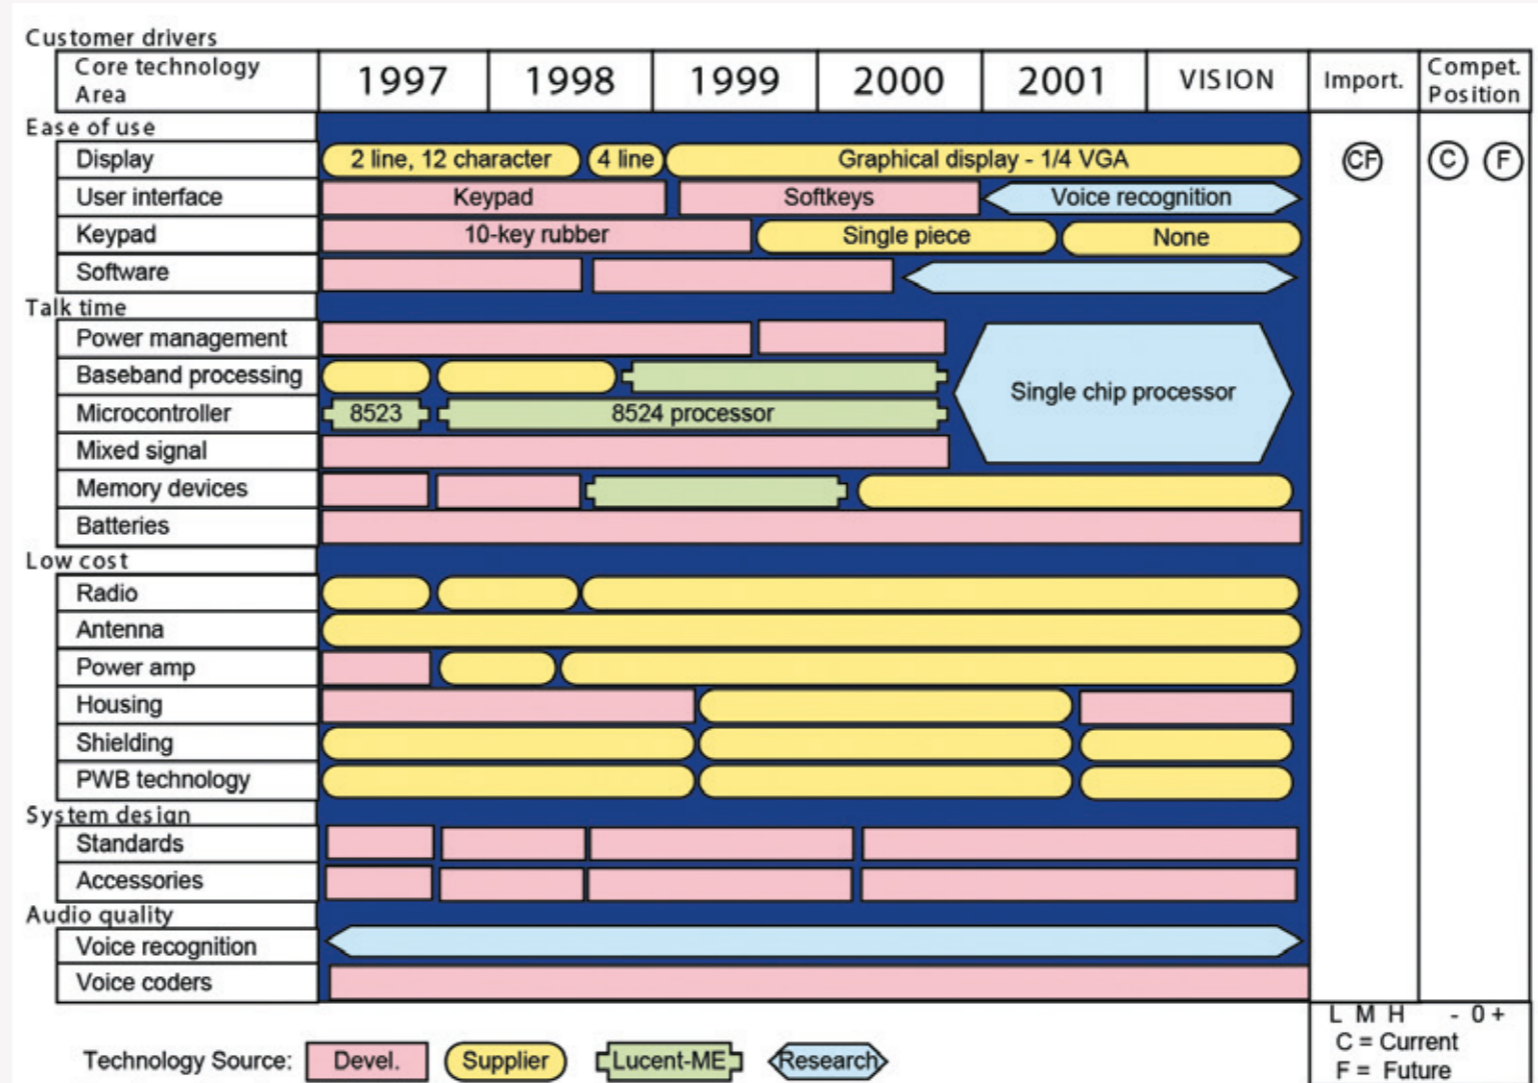 Customer drivers
Core technology Area 1997 1998 1999 2000 2001 VISION Import. Compet. Position
Ease of use
Display 2 line, 12 character 4 line Graphical display - 1/4 VGA CF C F
User interface Keypad Softkeys Voice recognition
Keypad 10-key rubber Single piece None
Software
Talk time
Power management
Baseband processing
Single chip processor
Microcontroller 8523 8524 processor
Mixed signal
Memory devices
Batteries
Low cost
Radio
Antenna
Power amp
Housing
Shielding
PWB technology
System design
Standards
Accessories
Audio quality
Voice recognition
Voice coders
L M H - 0 +
C = Current
F = Future
Technology Source: Devel. Supplier Lucent-ME Research